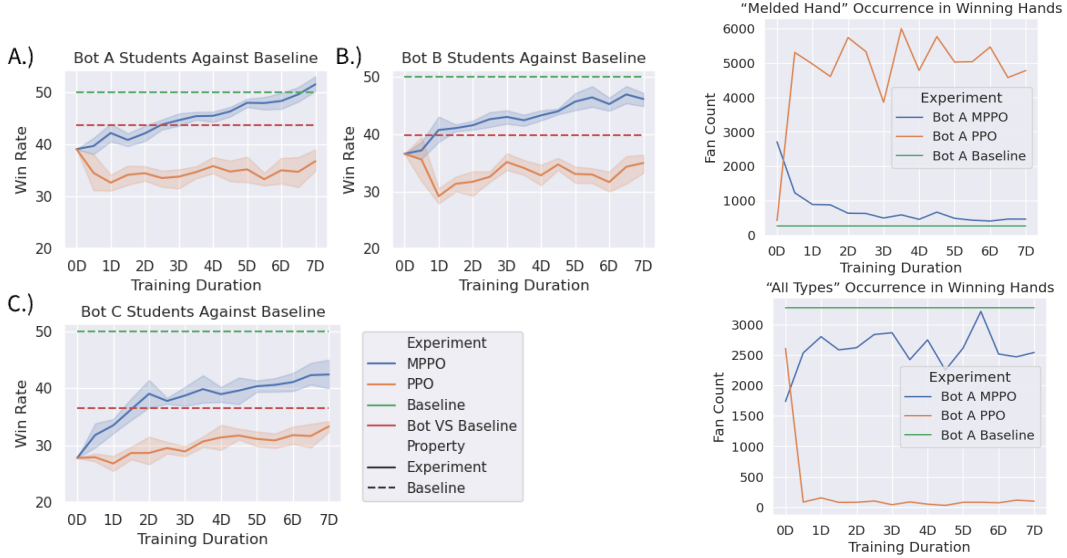 A.)
Bot A Students Against Baseline
Win Rate
50
40
30
20
0D 1D 2D 3D 4D 5D 6D 7D
Training Duration
B.)
Bot B Students Against Baseline
Win Rate
50
40
30
20
0D 1D 2D 3D 4D 5D 6D 7D
Training Duration
C.)
Bot C Students Against Baseline
Win Rate
50
40
30
20
0D 1D 2D 3D 4D 5D 6D 7D
Training Duration
Experiment
MPPO
PPO
Baseline
Bot VS Baseline
Property
Experiment
Baseline
“Melded Hand” Occurrence in Winning Hands
Fan Count
6000
5000
4000
3000
2000
1000
0
Experiment
Bot A MPPO
Bot A PPO
Bot A Baseline
0D 1D 2D 3D 4D 5D 6D 7D
Training Duration
“All Types” Occurrence in Winning Hands
Fan Count
3000
2500
2000
1500
1000
500
0
Experiment
Bot A MPPO
Bot A PPO
Bot A Baseline
0D 1D 2D 3D 4D 5D 6D 7D
Training Duration